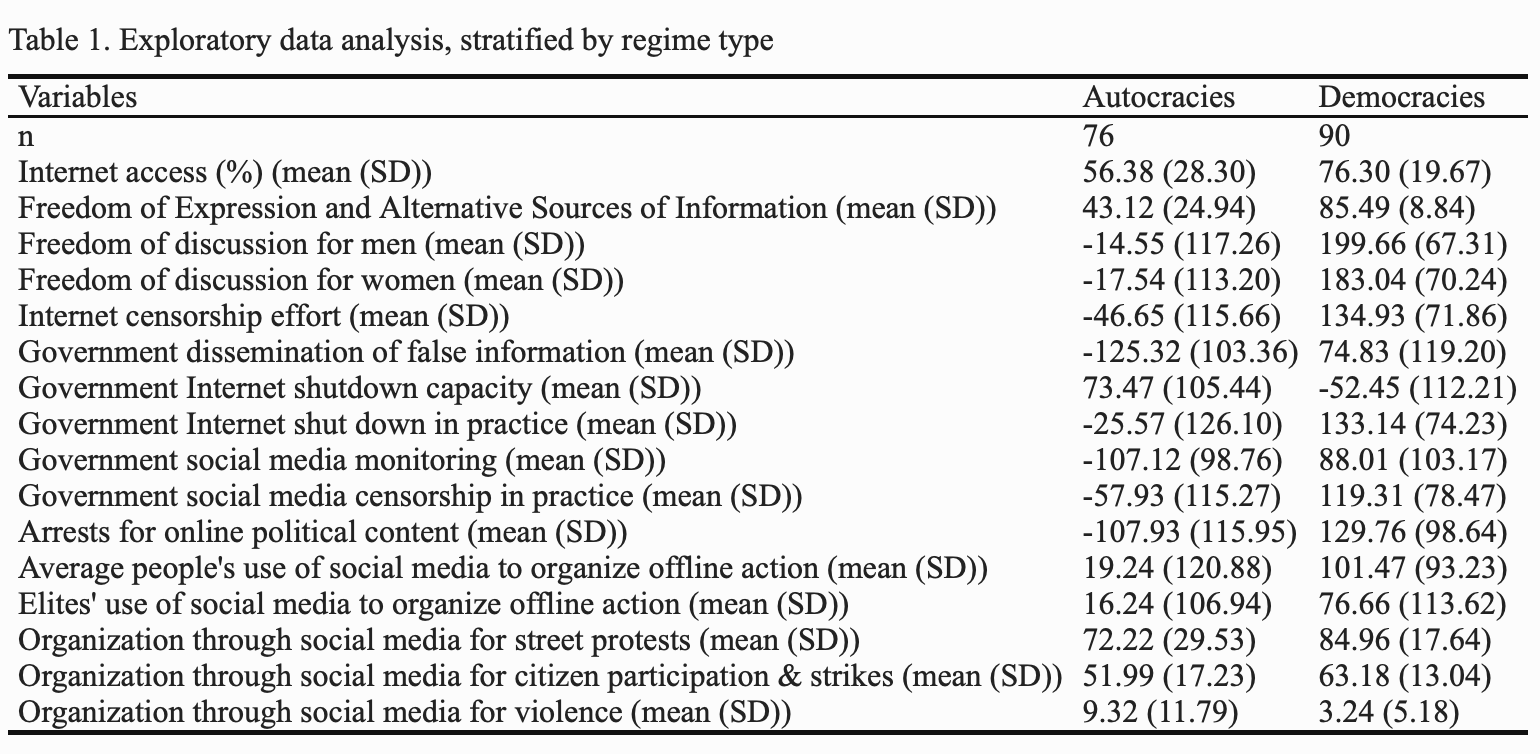 Table 1. Exploratory data analysis, stratified by regime type
Variables Autocracies Democracies
n 76 90
Internet access (%) (mean (SD)) 56.38 (28.30) 76.30 (19.67)
Freedom of Expression and Alternative Sources of Information (mean (SD)) 43.12 (24.94) 85.49 (8.84)
Freedom of discussion for men (mean (SD)) -14.55 (117.26) 199.66 (67.31)
Freedom of discussion for women (mean (SD)) -17.54 (113.20) 183.04 (70.24)
Internet censorship effort (mean (SD)) -46.65 (115.66) 134.93 (71.86)
Government dissemination of false information (mean (SD)) -125.32 (103.36) 74.83 (119.20)
Government Internet shutdown capacity (mean (SD)) 73.47 (105.44) -52.45 (112.21)
Government Internet shut down in practice (mean (SD)) -25.57 (126.10) 133.14 (74.23)
Government social media monitoring (mean (SD)) -107.12 (98.76) 88.01 (103.17)
Government social media censorship in practice (mean (SD)) -57.93 (115.27) 119.31 (78.47)
Arrests for online political content (mean (SD)) -107.93 (115.95) 129.76 (98.64)
Average people's use of social media to organize offline action (mean (SD)) 19.24 (120.88) 101.47 (93.23)
Elites' use of social media to organize offline action (mean (SD)) 16.24 (106.94) 76.66 (113.62)
Organization through social media for street protests (mean (SD)) 72.22 (29.53) 84.96 (17.64)
Organization through social media for citizen participation & strikes (mean (SD)) 51.99 (17.23) 63.18 (13.04)
Organization through social media for violence (mean (SD)) 9.32 (11.79) 3.24 (5.18)